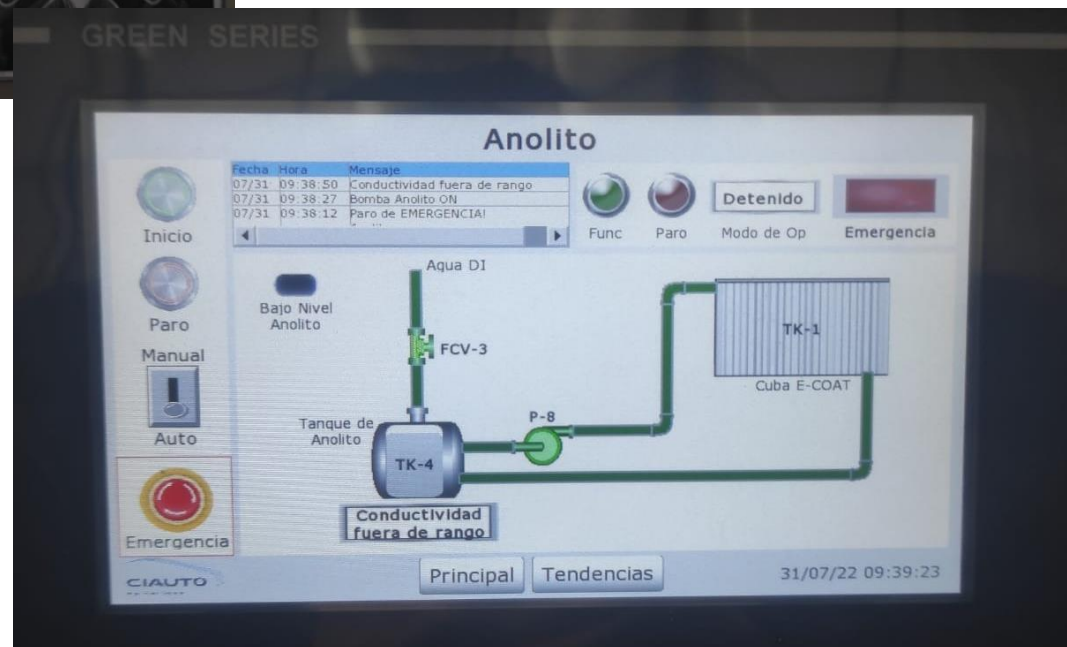 GREEN SERIES
Anolito
Fecha Hora Mensaje
07/31 09:38:50 Conductividad fuera de rango
07/31 09:38:27 Bomba Anolito ON
07/31 09:38:12 Paro de EMERGENCIA!
Inicio
Func
Paro
Detenido
Modo de Op
Emergencia
Agua DI
Bajo Nivel
Anolito
Paro
FCV-3
TK-1
Cuba E-COAT
Manual
Auto
Tanque de
Anolito
P-8
TK-4
Conductividad
fuera de rango
Emergencia
CIAUTO
Principal
Tendencias
31/07/22 09:39:23